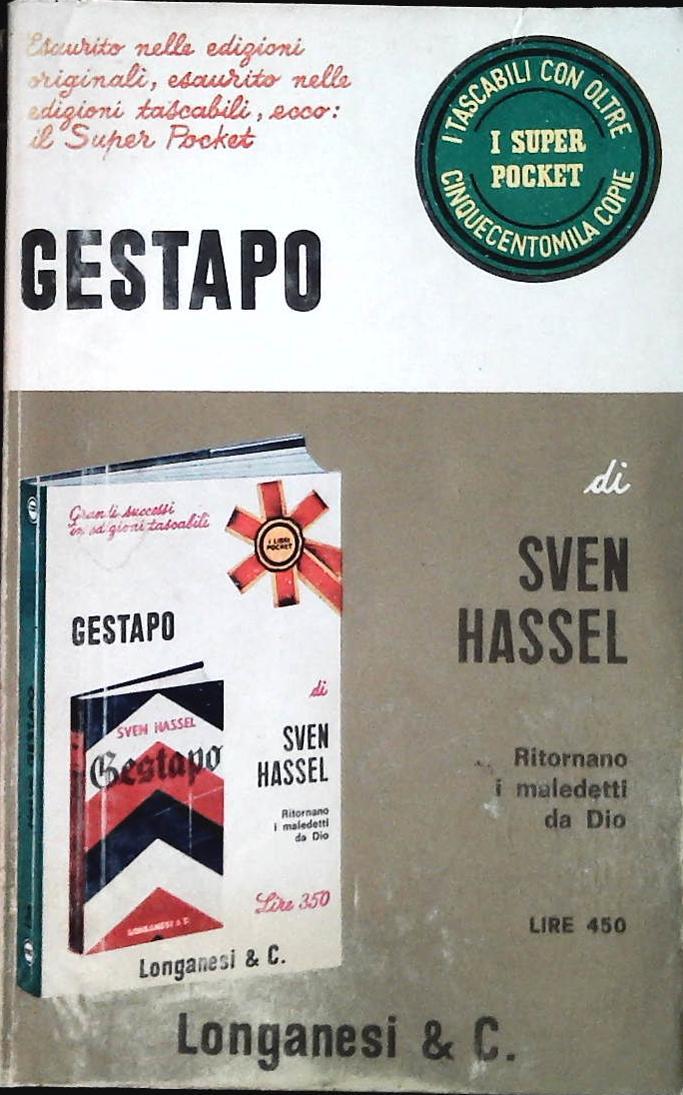 Esaurito nelle edizioni
originali, esaurito nelle
edizioni tascabili, ecco:
il Super Pocket
I TASCABILI CON OLTRE
I SUPER
POCKET
CINQUECENTOMILA COPIE
GESTAPO
di
SVEN
HASSEL
Ritornano
i maledetti
da Dio
LIRE 450
Grandi successi
in edizioni tascabili
I LIBRI
POCKET
GESTAPO
di
SVEN
HASSEL
Ritornano
i maledetti
da Dio
Lire 350
SVEN HASSEL
Gestapo
LONGANESI & C.
Longanesi & C.
Longanesi & C.